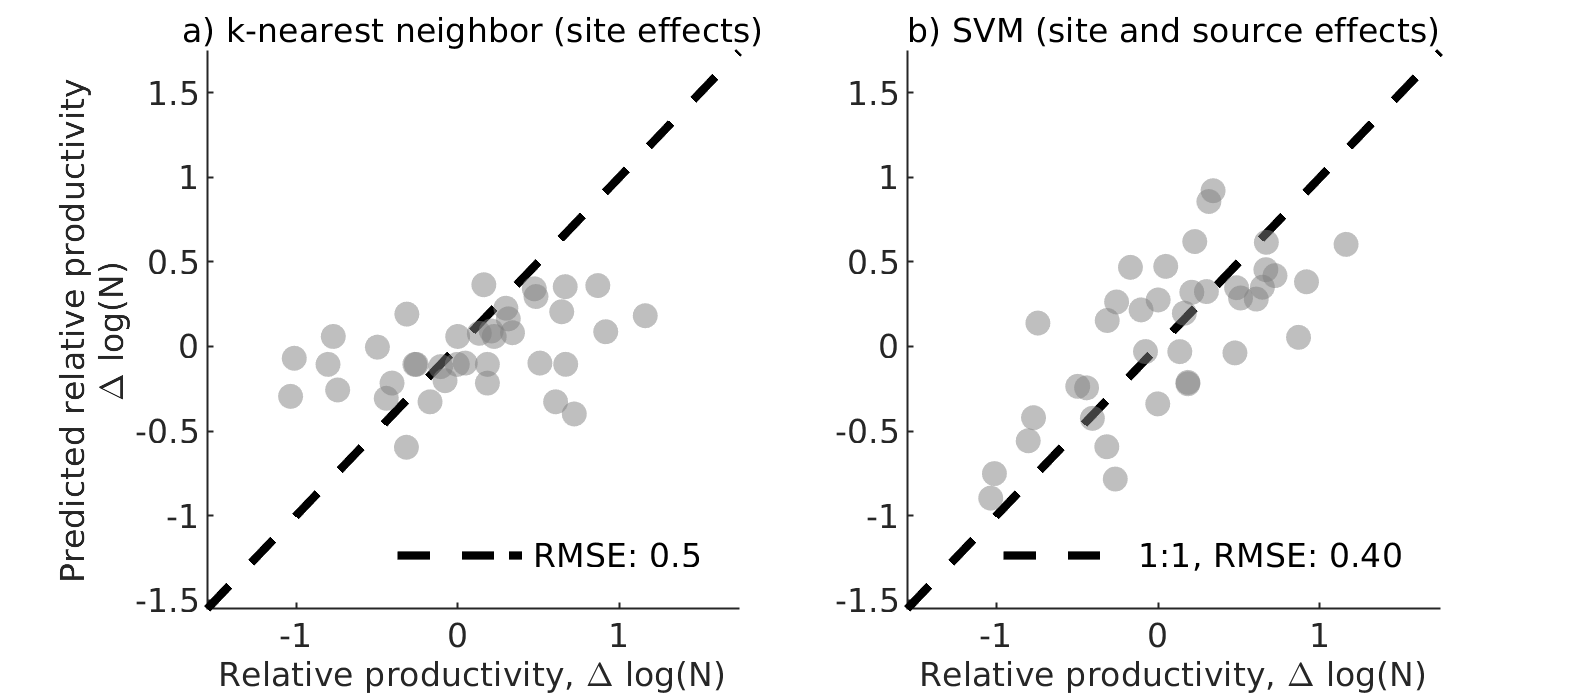 a) k-nearest neighbor (site effects)
Predicted relative productivity
Δ log(N)
1.5
1
0.5
0
-0.5
-1
-1.5
RMSE: 0.5
-1
0
1
Relative productivity, Δ log(N)
b) SVM (site and source effects)
1.5
1
0.5
0
-0.5
-1
-1.5
1:1, RMSE: 0.40
-1
0
1
Relative productivity, Δ log(N)